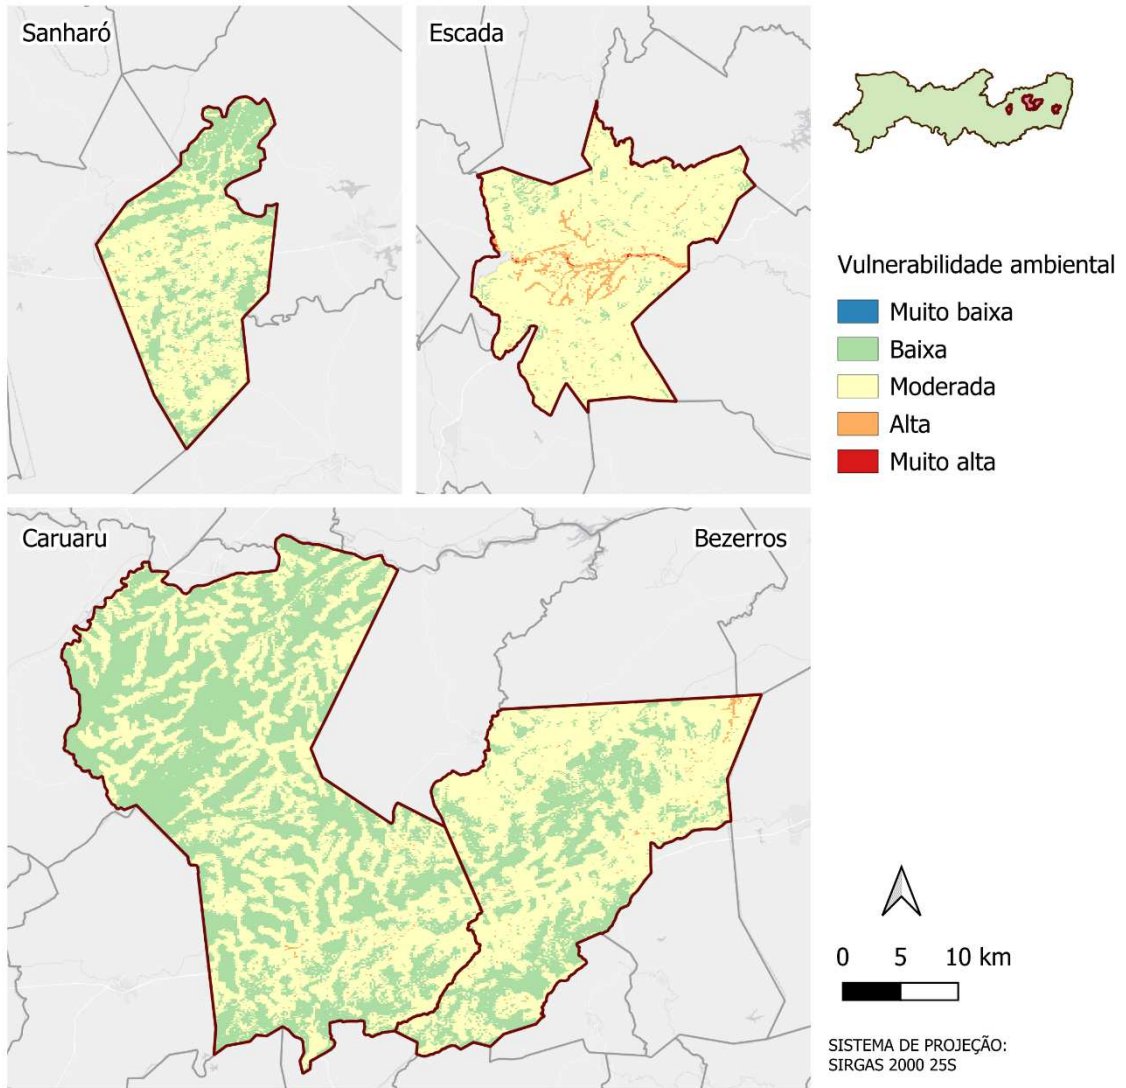 Sanharó
Escada
Vulnerabilidade ambiental
Muito baixa
Baixa
Moderada
Alta
Muito alta
Caruaru
Bezerros
0 5 10 km
SISTEMA DE PROJEÇÃO:
SIRGAS 2000 25S